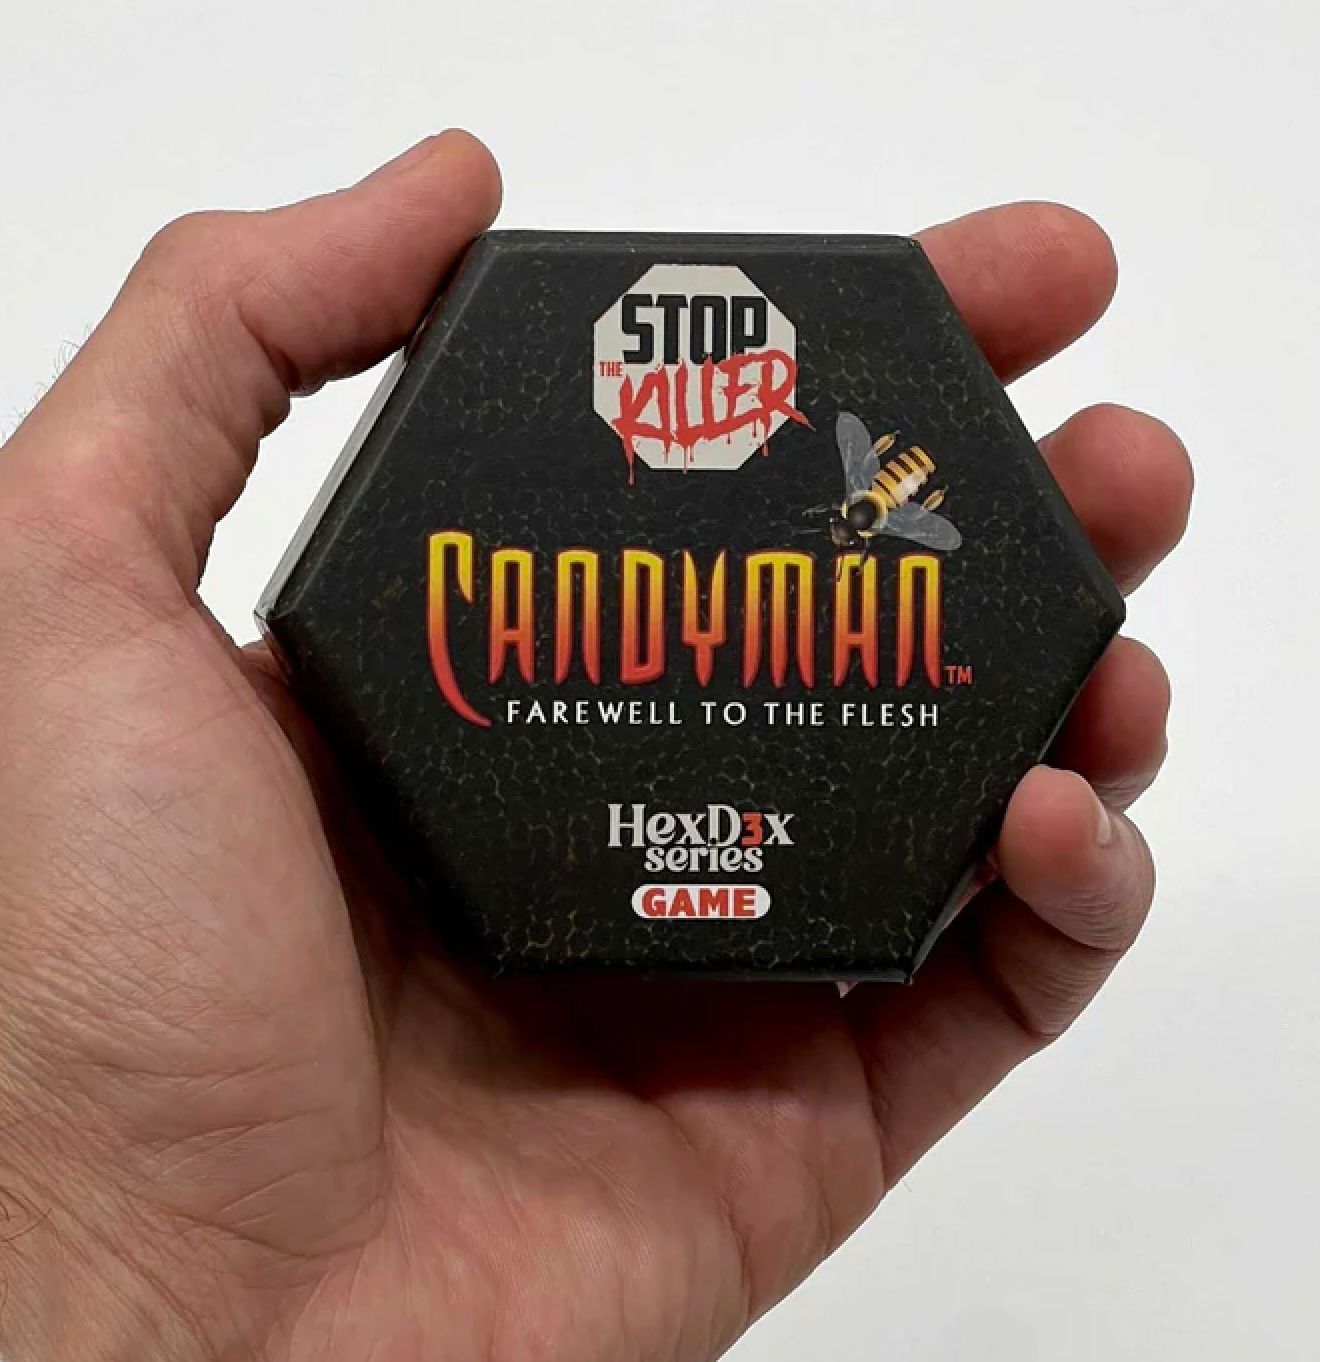 STOP
THE KILLER
CANDYMAN™
FAREWELL TO THE FLESH
HexD3x
series
GAME